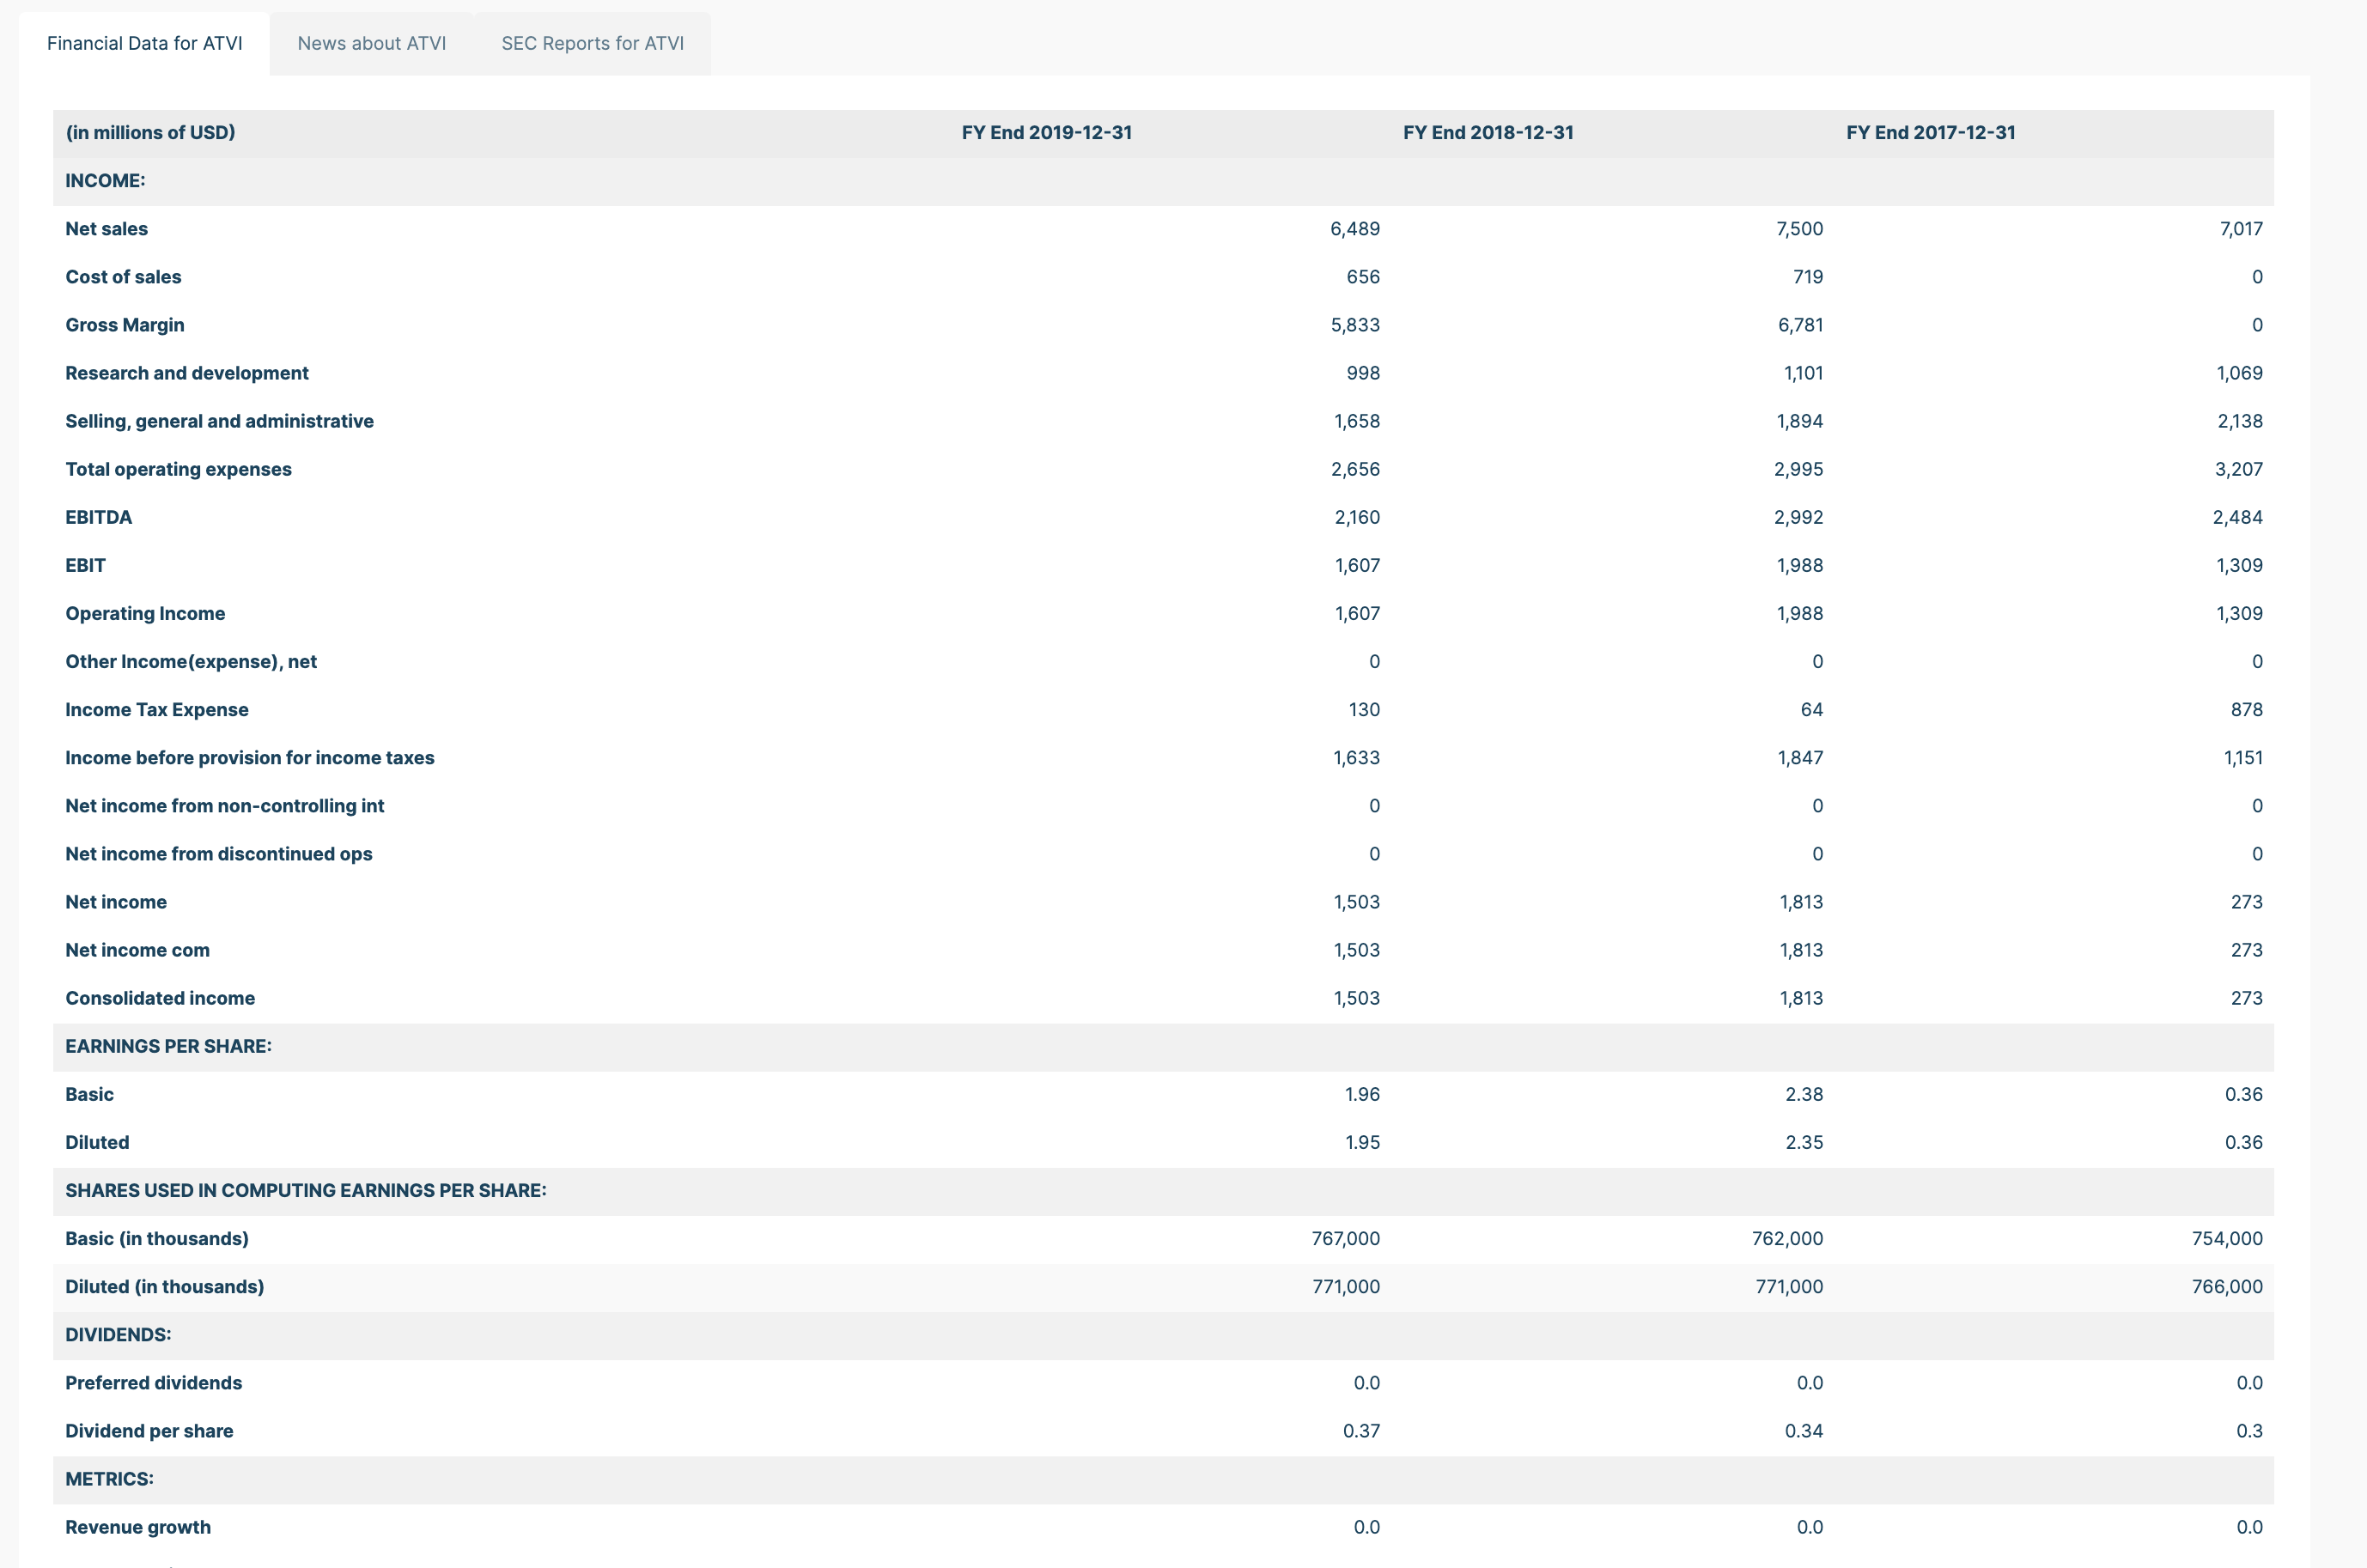 Financial Data for ATVI News about ATVI SEC Reports for ATVI
(in millions of USD) FY End 2019-12-31 FY End 2018-12-31 FY End 2017-12-31
INCOME:
Net sales 6,489 7,500 7,017
Cost of sales 656 719 0
Gross Margin 5,833 6,781 0
Research and development 998 1,101 1,069
Selling, general and administrative 1,658 1,894 2,138
Total operating expenses 2,656 2,995 3,207
EBITDA 2,160 2,992 2,484
EBIT 1,607 1,988 1,309
Operating Income 1,607 1,988 1,309
Other Income(expense), net 0 0 0
Income Tax Expense 130 64 878
Income before provision for income taxes 1,633 1,847 1,151
Net income from non-controlling int 0 0 0
Net income from discontinued ops 0 0 0
Net income 1,503 1,813 273
Net income com 1,503 1,813 273
Consolidated income 1,503 1,813 273
EARNINGS PER SHARE:
Basic 1.96 2.38 0.36
Diluted 1.95 2.35 0.36
SHARES USED IN COMPUTING EARNINGS PER SHARE:
Basic (in thousands) 767,000 762,000 754,000
Diluted (in thousands) 771,000 771,000 766,000
DIVIDENDS:
Preferred dividends 0.0 0.0 0.0
Dividend per share 0.37 0.34 0.3
METRICS:
Revenue growth 0.0 0.0 0.0